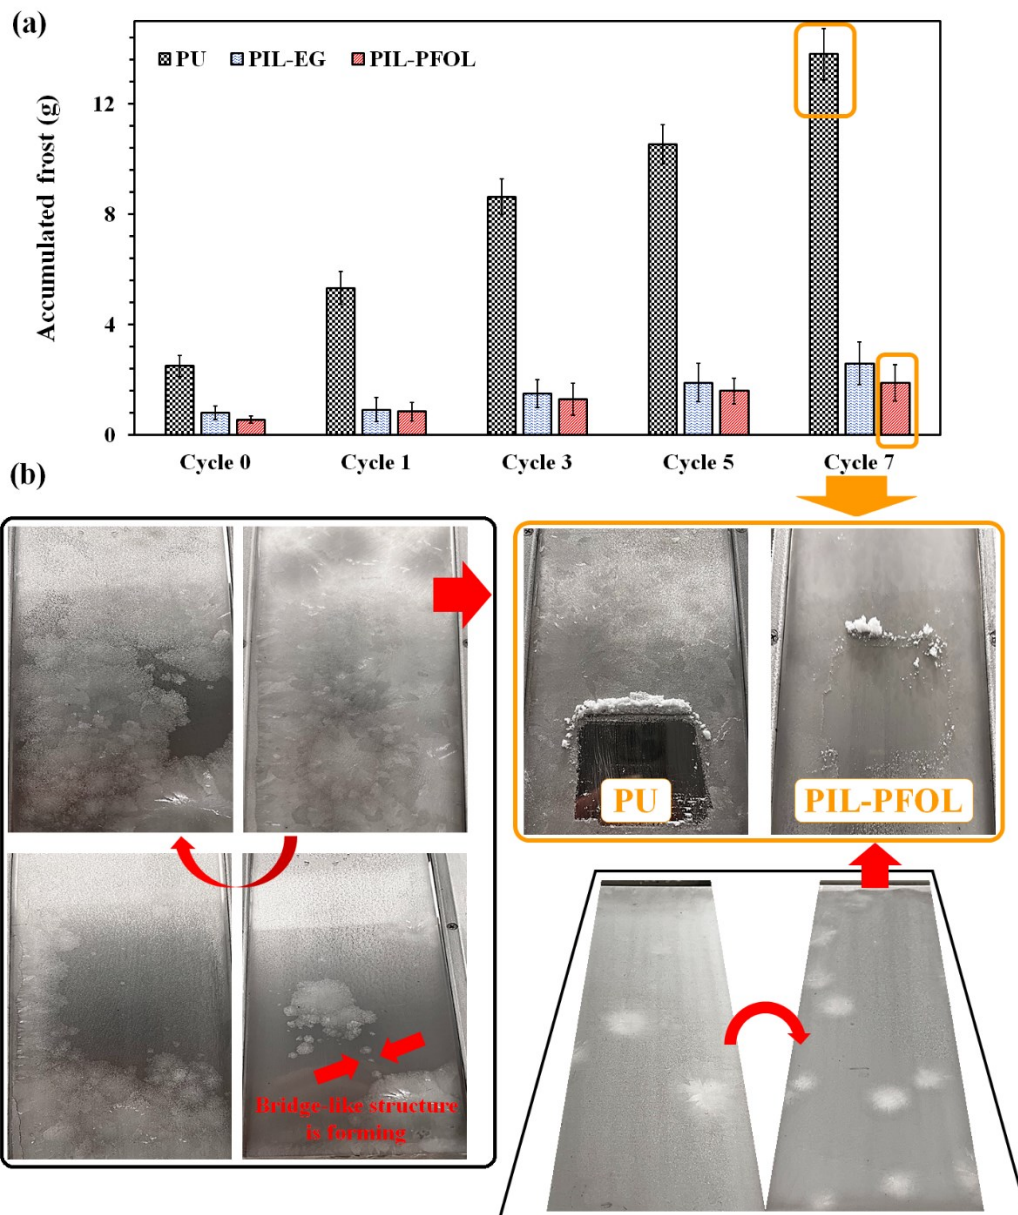 (a)
PU PIL-EG PIL-PFOL
Accumulated frost (g)
12
8
4
0
Cycle 0 Cycle 1 Cycle 3 Cycle 5 Cycle 7
(b)
PU PIL-PFOL
Bridge-like structure
is forming